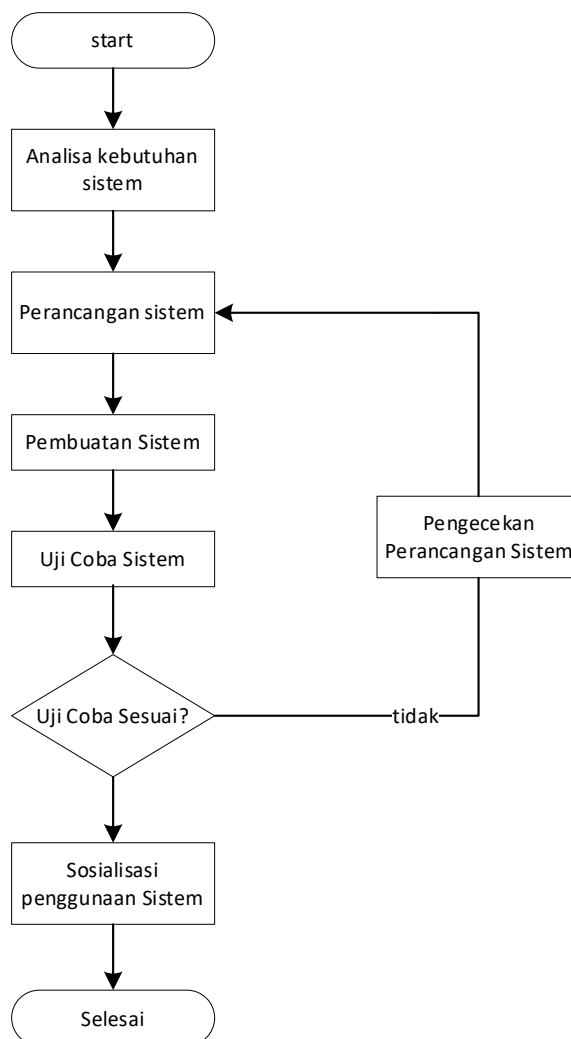 start
Analisa kebutuhan
sistem
Perancangan sistem
Pembuatan Sistem
Uji Coba Sistem
Pengecekan
Perancangan Sistem
Uji Coba Sesuai?
tidak
Sosialisasi
penggunaan Sistem
Selesai